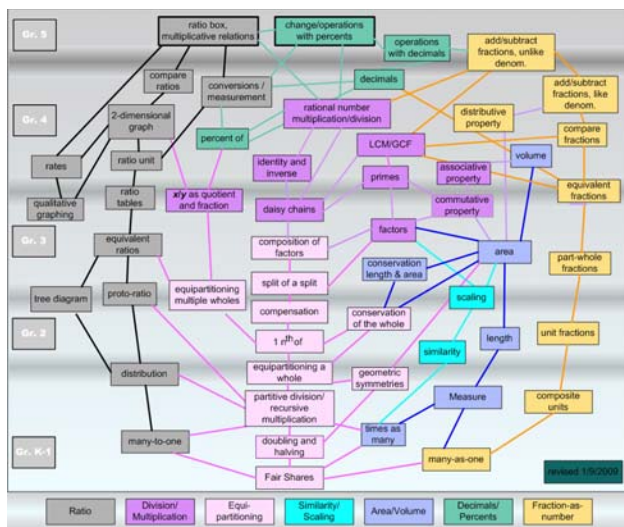 Gr. 5
ratio box,
multiplicative relations
change/operations
with percents
operations
with decimals
add/subtract
fractions, unlike
denom.
compare
ratios
conversions /
measurement
decimals
add/subtract
fractions, like
denom.
Gr. 4
2-dimensional
graph
rational number
multiplication/division
distributive
property
percent of
LCM/GCF
compare
fractions
rates
ratio unit
identity and
inverse
volume
primes
associative
property
qualitative
graphing
ratio
tables
x/y as quotient
and fraction
equivalent
fractions
daisy chains
commutative
property
Gr. 3
factors
equivalent
ratios
composition of
factors
area
conservation
length & area
part-whole
fractions
split of a split
tree diagram
proto-ratio
equipartitioning
multiple wholes
scaling
compensation
conservation
of the whole
Gr. 2
1 nth of
length
unit fractions
similarity
distribution
equipartitioning a
whole
geometric
symmetries
partitive division/
recursive
multiplication
Measure
composite
units
Gr. K-1
many-to-one
doubling and
halving
times as
many
many-as-one
Fair Shares
revised 1/9/2009
Ratio
Division/
Multiplication
Equi-
partitioning
Similarity/
Scaling
Area/Volume
Decimals/
Percents
Fraction-as-
number